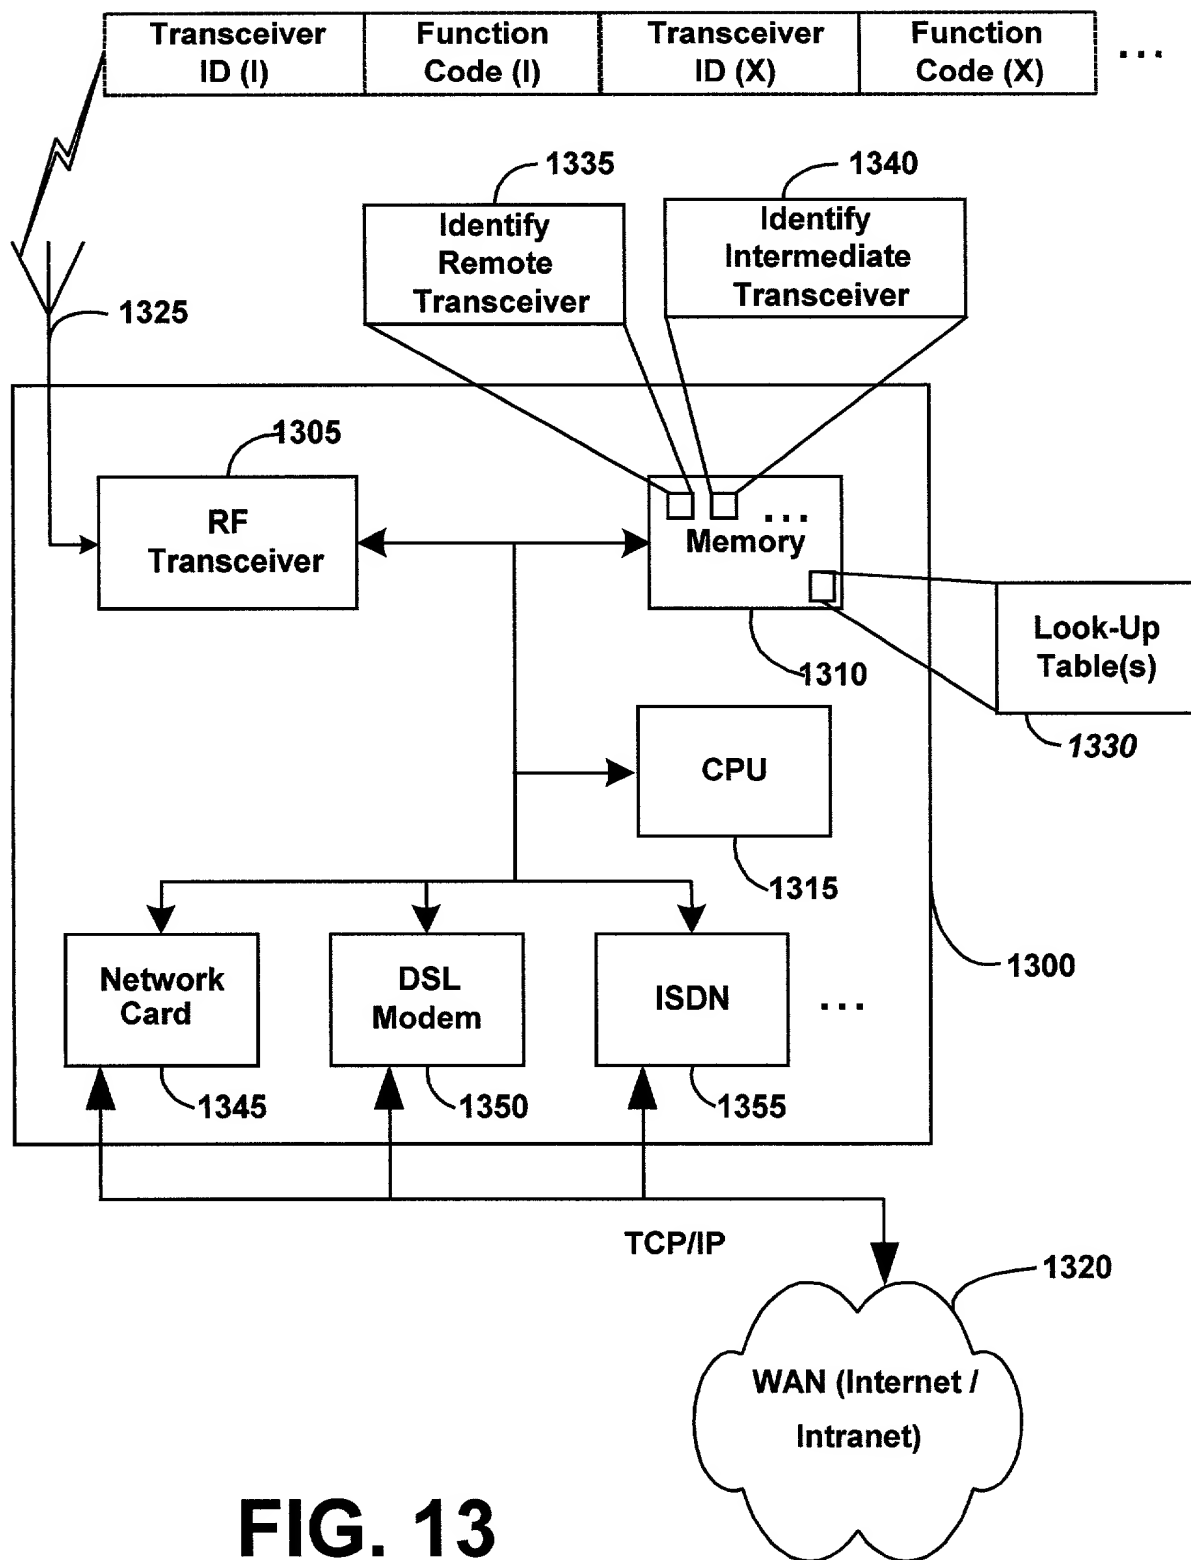 Transceiver ID (I)
Function Code (I)
Transceiver ID (X)
Function Code (X)
...
1335
1340
Identify
Remote
Transceiver
Identify
Intermediate
Transceiver
1325
1305
RF
Transceiver
...
Memory
1310
Look-Up
Table(s)
1330
CPU
1315
Network
Card
DSL
Modem
ISDN
...
1300
1345
1350
1355
TCP/IP
1320
WAN (Internet /
Intranet)
FIG. 13